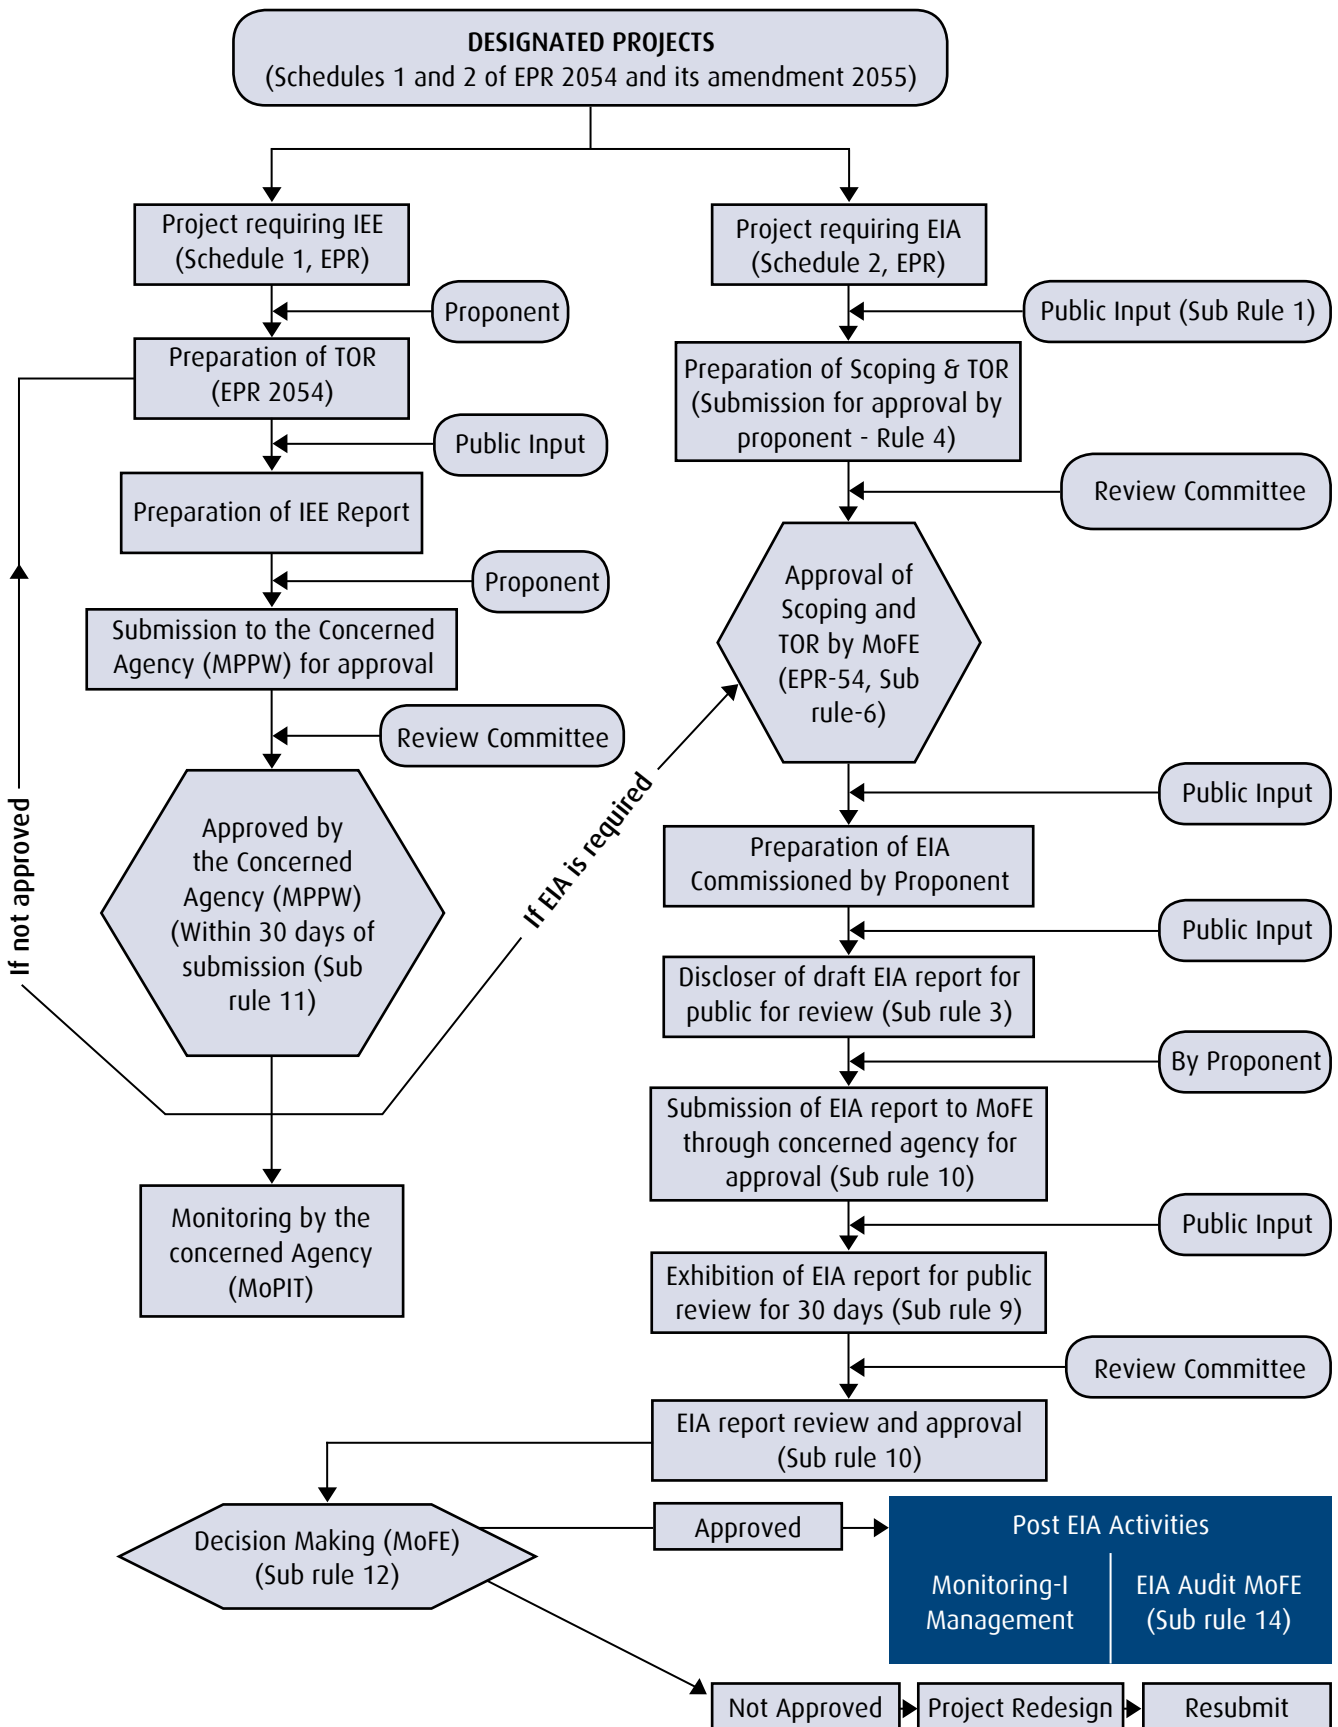 DESIGNATED PROJECTS
(Schedules 1 and 2 of EPR 2054 and its amendment 2055)
Project requiring IEE
(Schedule 1, EPR)
Proponent
Preparation of TOR
(EPR 2054)
Public Input
Preparation of IEE Report
Proponent
Submission to the Concerned
Agency (MPPW) for approval
Review Committee
Approved by
the Concerned
Agency (MPPW)
(Within 30 days of
submission (Sub
rule 11)
If not approved
If EIA is required
Monitoring by the
concerned Agency
(MoPIT)
Project requiring EIA
(Schedule 2, EPR)
Public Input (Sub Rule 1)
Preparation of Scoping & TOR
(Submission for approval by
proponent - Rule 4)
Review Committee
Approval of
Scoping and
TOR by MoFE
(EPR-54, Sub
rule-6)
Public Input
Preparation of EIA
Commissioned by Proponent
Public Input
Discloser of draft EIA report for
public for review (Sub rule 3)
By Proponent
Submission of EIA report to MoFE
through concerned agency for
approval (Sub rule 10)
Public Input
Exhibition of EIA report for public
review for 30 days (Sub rule 9)
Review Committee
EIA report review and approval
(Sub rule 10)
Decision Making (MoFE)
(Sub rule 12)
Approved
Post EIA Activities
Monitoring-I
Management
EIA Audit MoFE
(Sub rule 14)
Not Approved
Project Redesign
Resubmit